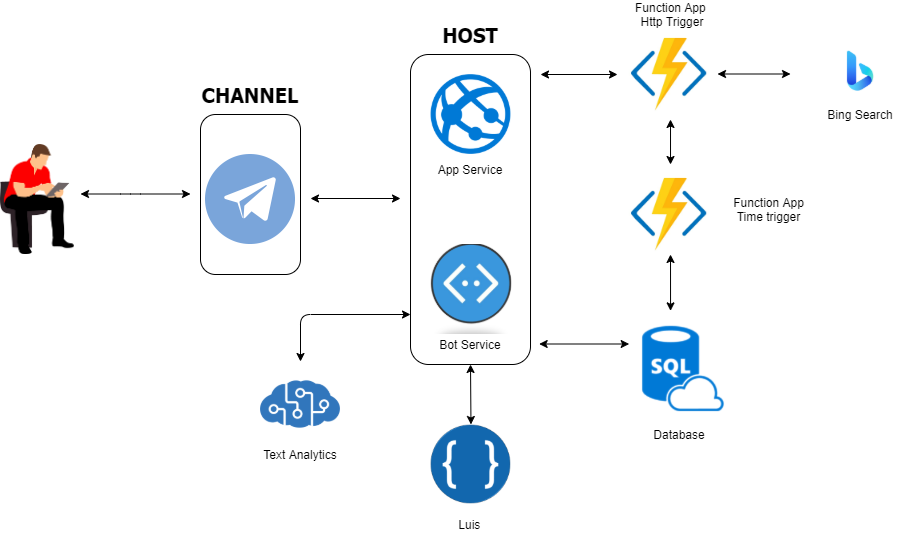 Function App
Http Trigger
HOST
CHANNEL
Bing Search
App Service
Function App
Time trigger
Bot Service
SQL
Database
Text Analytics
Luis